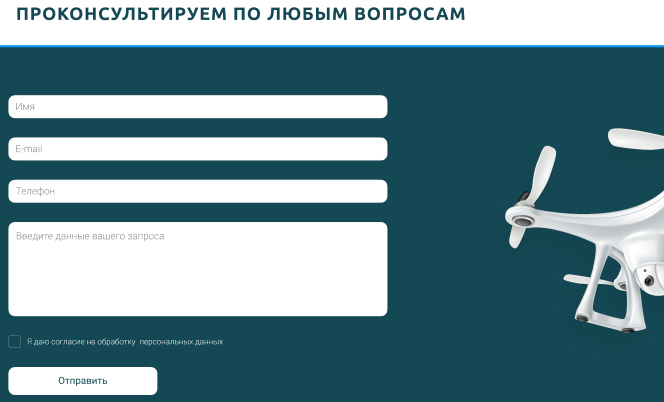 ПРОКОНСУЛЬТИРУЕМ ПО ЛЮБЫМ ВОПРОСАМ
Имя
E-mail
Телефон
Введите данные вашего запроса
Я даю согласие на обработку персональных данных
Отправить